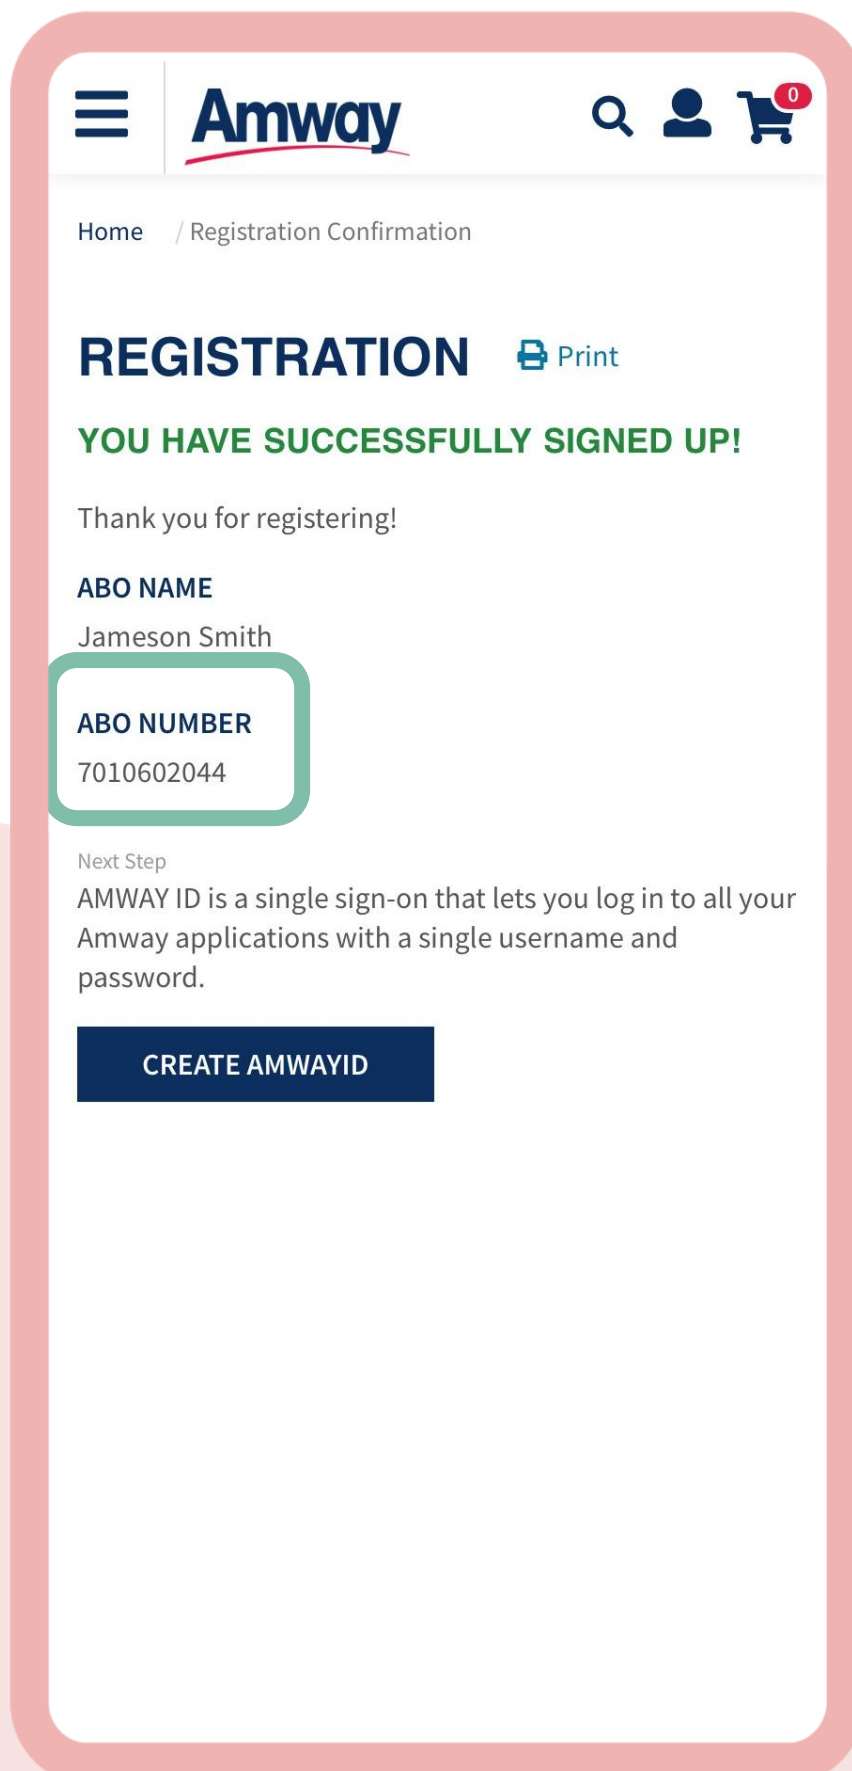 Amway
0
Home / Registration Confirmation
REGISTRATION Print
YOU HAVE SUCCESSFULLY SIGNED UP!
Thank you for registering!
ABO NAME
Jameson Smith
ABO NUMBER
7010602044
Next Step
AMWAY ID is a single sign-on that lets you log in to all your
Amway applications with a single username and
password.
CREATE AMWAYID